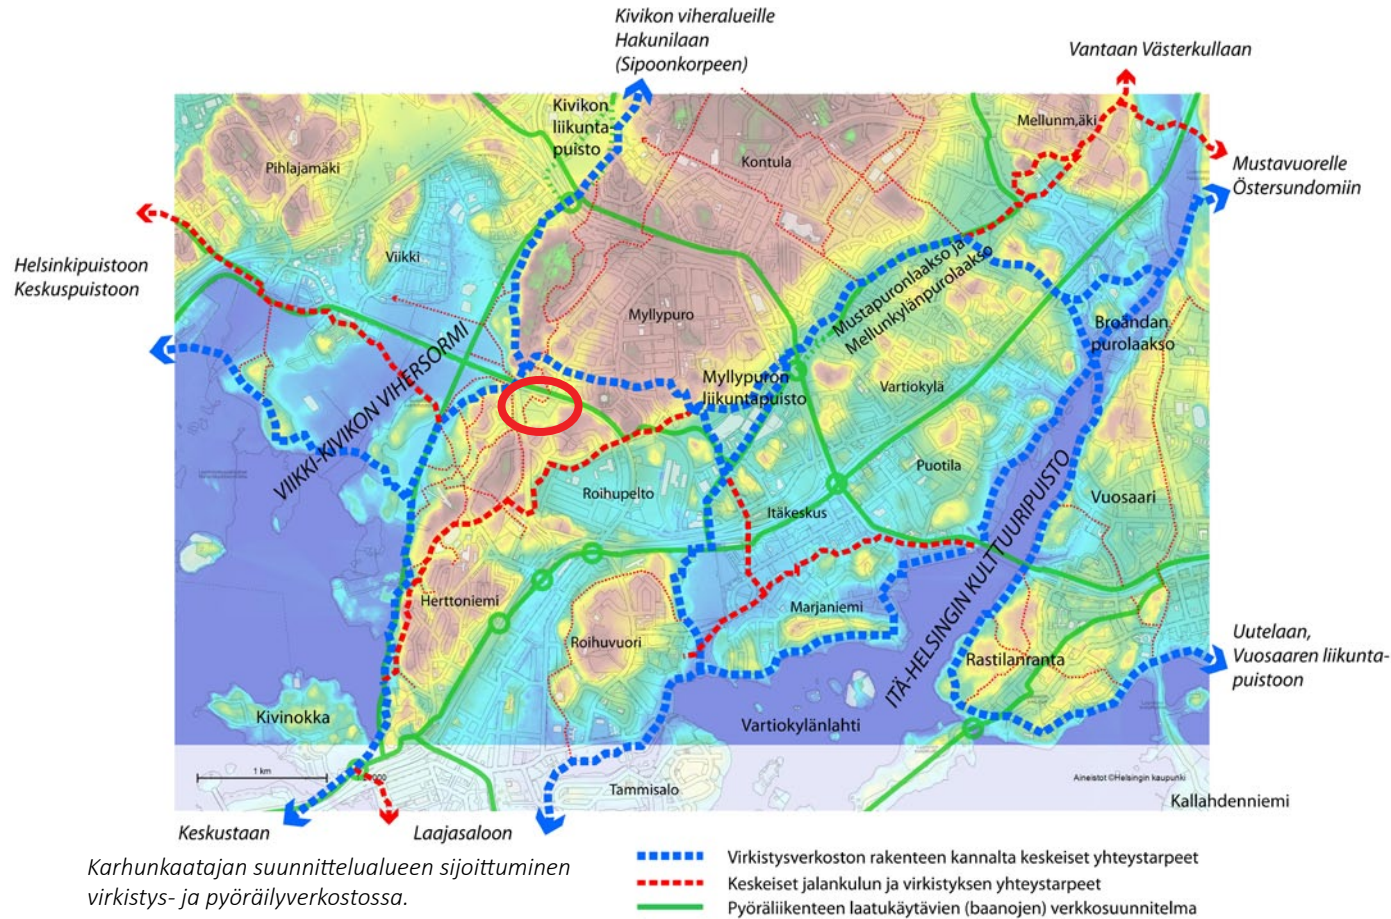 Kivikon viheralueille
Hakunilaan
(Sipoonkorpeen)
Vantaan Västerkullaan
Kivikon
liikunta-
puisto
Mellunm,äki
Pihlajamäki
Kontula
Mustavuorelle
Östersundomiin
Helsinkipuistoon
Keskuspuistoon
Viikki
Mustapuronlaakso ja
Mellunkylänpurolaakso
Myllypuro
Broändan
purolaakso
VIIKKI-KIVIKON VIHERSORMI
Myllypuron
liikuntapuisto
Vartiokylä
Puotila
Roihupelto
Itäkeskus
Vuosaari
ITÄ-HELSINGIN KULTTUURIPUISTO
Herttoniemi
Marjaniemi
Roihuvuori
Rastilanranta
Uutelaan,
Vuosaaren liikunta-
puistoon
Kivinokka
Vartiokylänlahti
1 km
Tammisalo
Aineistot ©Helsingin kaupunki
Kallahdenniemi
Keskustaan
Laajasaloon
Karhunkaatajan suunnittelualueen sijoittuminen
virkistys- ja pyöräilyverkostossa.
Virkistysverkoston rakenteen kannalta keskeiset yhteystarpeet
Keskeiset jalankulun ja virkistyksen yhteystarpeet
Pyöräliikenteen laatukäytävien (baanojen) verkkosuunnitelma